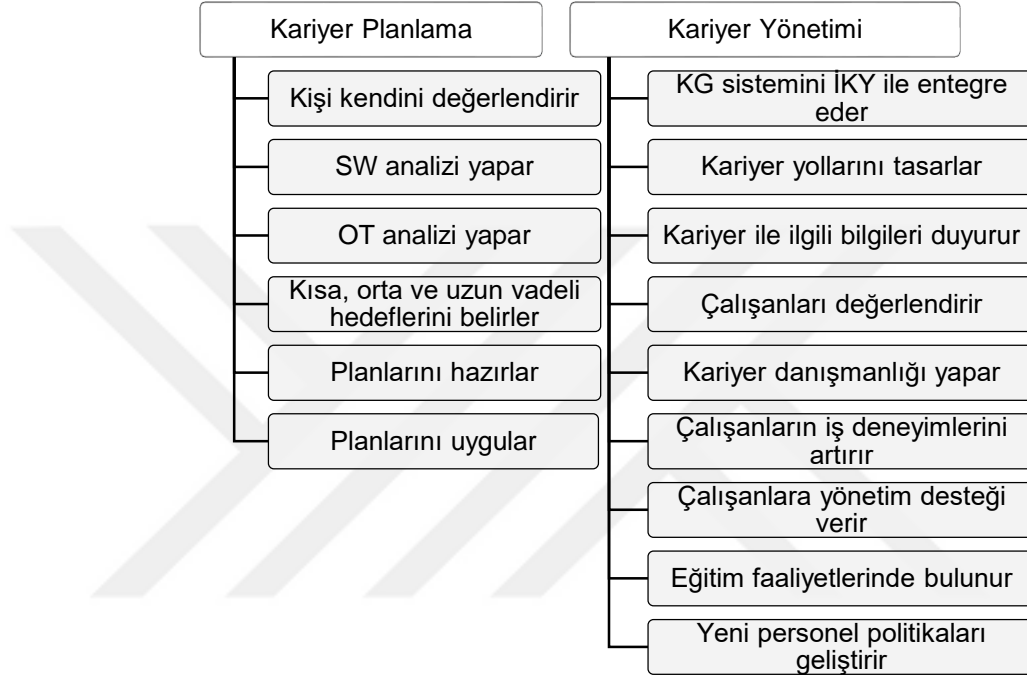 Kariyer Planlama
Kişi kendini değerlendirir
SW analizi yapar
OT analizi yapar
Kısa, orta ve uzun vadeli
hedeflerini belirler
Planlarını hazırlar
Planlarını uygular
Kariyer Yönetimi
KG sistemini İKY ile entegre
eder
Kariyer yollarını tasarlar
Kariyer ile ilgili bilgileri duyurur
Çalışanları değerlendirir
Kariyer danışmanlığı yapar
Çalışanların iş deneyimlerini
artırır
Çalışanlara yönetim desteği
verir
Eğitim faaliyetlerinde bulunur
Yeni personel politikaları
geliştirir